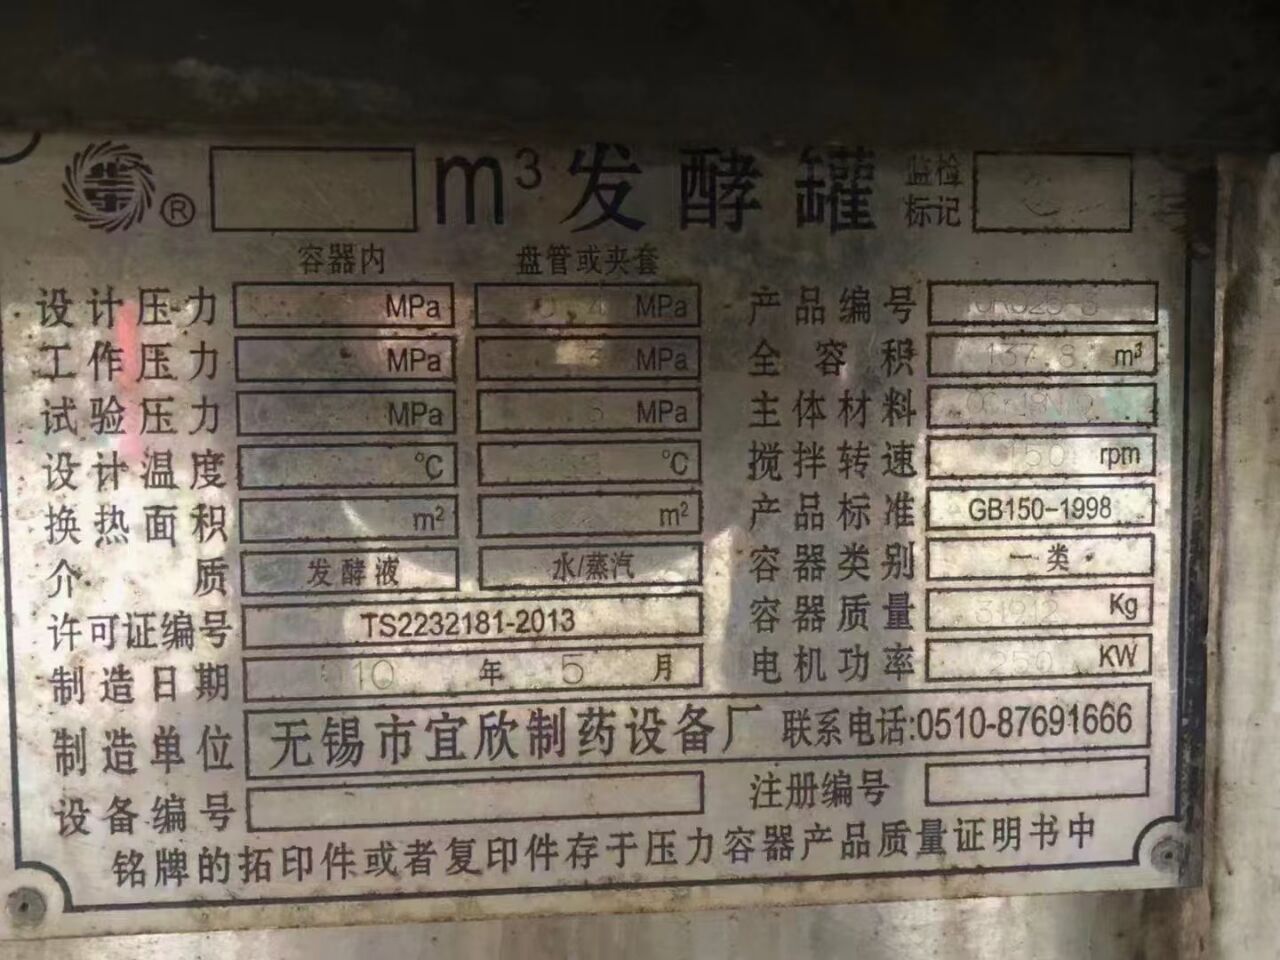 ® m³发酵罐 监检标记
容器内 盘管或夹套
设计压力 MPa MPa 产品编号
工作压力 MPa MPa 全容积 137.8 m³
试验压力 MPa MPa 主体材料
设计温度 ℃ ℃ 搅拌转速 150 rpm
换热面积 m² m² 产品标准 GB150-1998
介质 发酵液 水/蒸汽 容器类别 一类
许可证编号 TS2232181-2013 容器质量 Kg
制造日期 年 5 月 电机功率 250 KW
制造单位 无锡市宜欣制药设备厂 联系电话:0510-87691666
设备编号 注册编号
铭牌的拓印件或者复印件存于压力容器产品质量证明书中